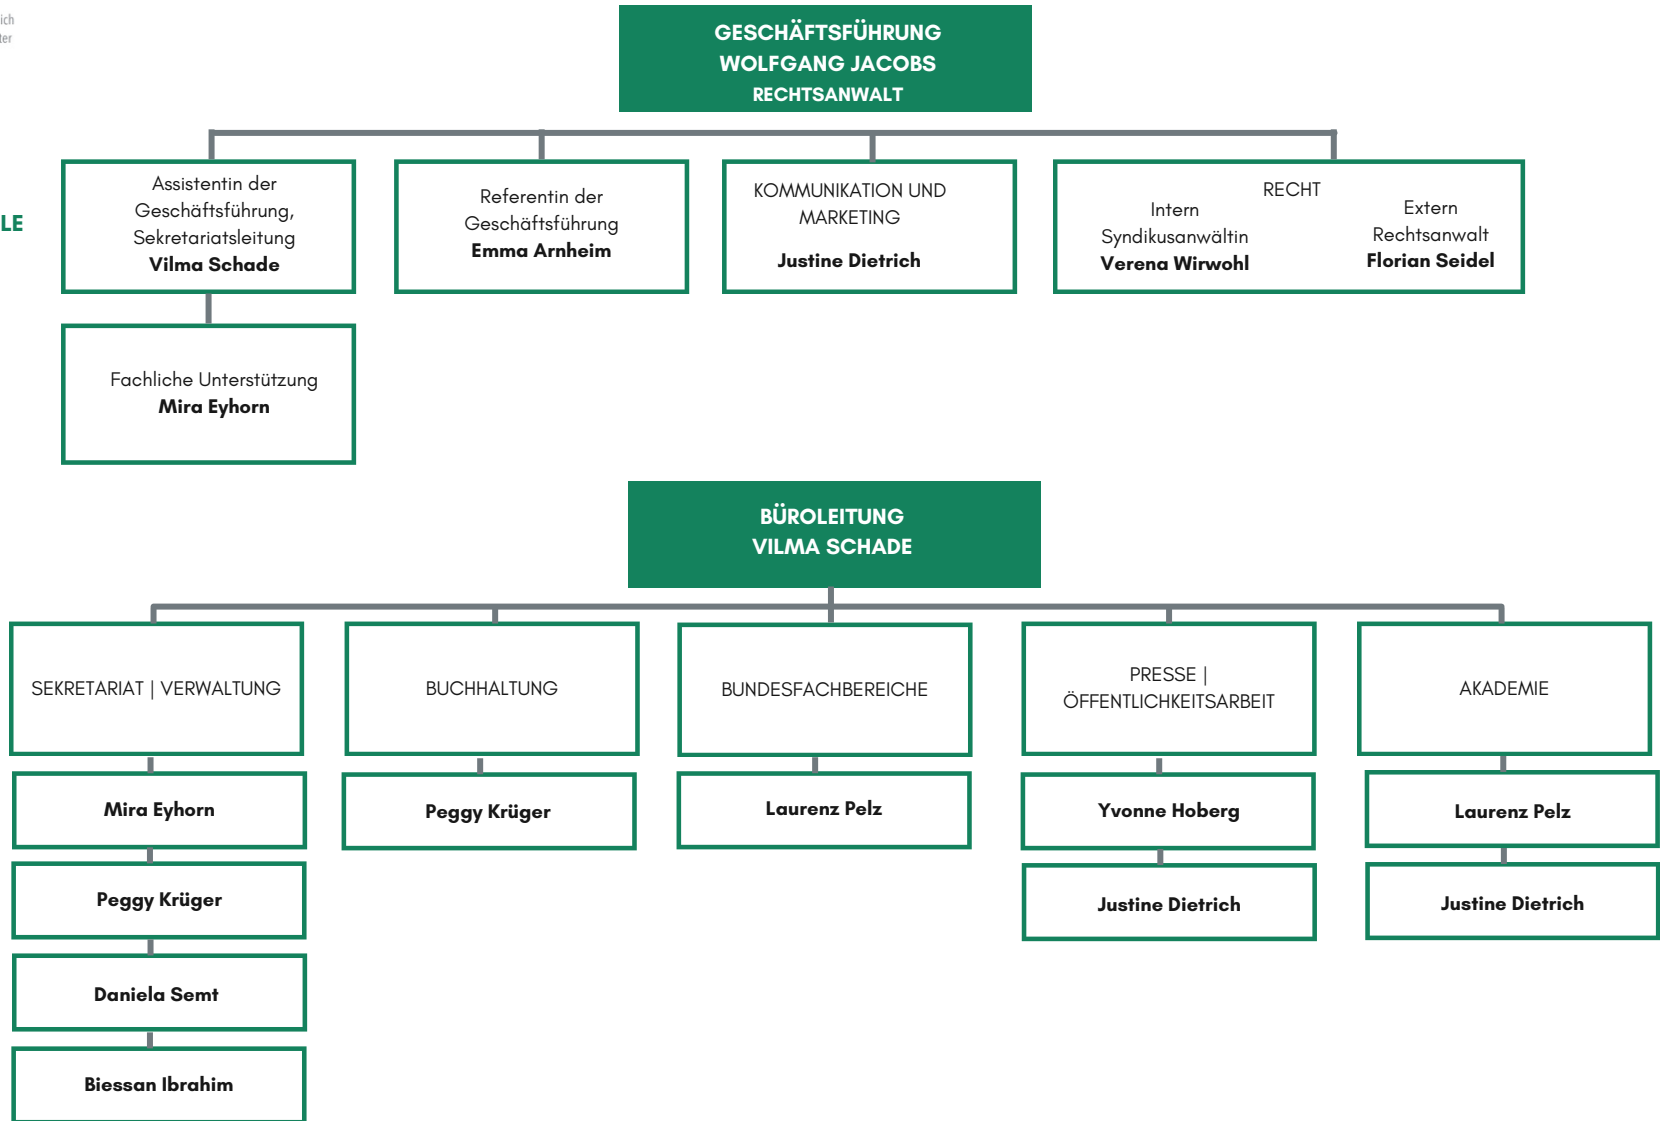 GESCHÄFTSFÜHRUNG
WOLFGANG JACOBS
RECHTSANWALT
Assistentin der
Geschäftsführung,
Sekretariatsleitung
Vilma Schade
Referentin der
Geschäftsführung
Emma Arnheim
KOMMUNIKATION UND
MARKETING
Justine Dietrich
RECHT
Intern
Syndikusanwältin
Verena Wirwohl
Extern
Rechtsanwalt
Florian Seidel
Fachliche Unterstützung
Mira Eyhorn
BÜROLEITUNG
VILMA SCHADE
SEKRETARIAT | VERWALTUNG
BUCHHALTUNG
BUNDESFACHBEREICHE
PRESSE |
ÖFFENTLICHKEITSARBEIT
AKADEMIE
Mira Eyhorn
Peggy Krüger
Laurenz Pelz
Yvonne Hoberg
Laurenz Pelz
Peggy Krüger
Justine Dietrich
Justine Dietrich
Daniela Semt
Biessan Ibrahim